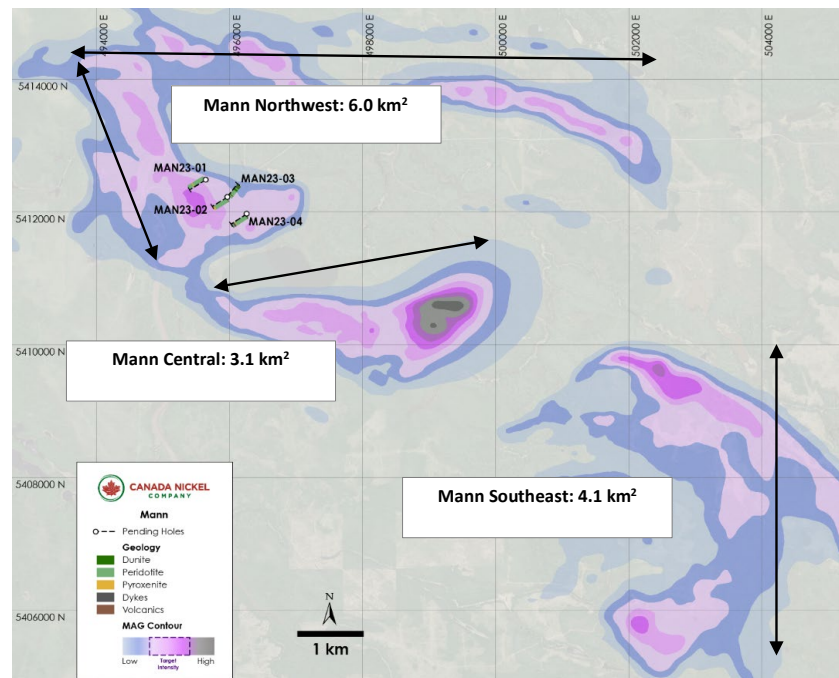 494000 E
496000 E
498000 E
500000 E
502000 E
504000 E
5414000 N
Mann Northwest: 6.0 km²
MAN23-01
MAN23-03
MAN23-02
5412000 N
MAN23-04
5410000 N
Mann Central: 3.1 km²
5408000 N
Mann Southeast: 4.1 km²
CANADA NICKEL
COMPANY
Mann
Pending Holes
Geology
Dunite
Peridotite
Pyroxenite
Dykes
Volcanics
MAG Contour
Low
Target
Intensity
High
5406000 N
N
1 km